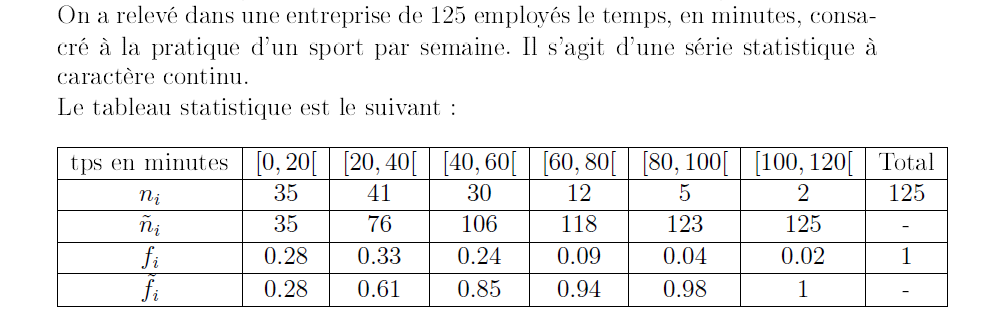 On a relevé dans une entreprise de 125 employés le temps, en minutes, consa-
cré à la pratique d'un sport par semaine. Il s'agit d'une série statistique à
caractère continu.
Le tableau statistique est le suivant :
tps en minutes [0, 20[ [20, 40[ [40, 60[ [60, 80[ [80, 100[ [100, 120[ Total
n_i 35 41 30 12 5 2 125
ñ_i 35 76 106 118 123 125 -
f_i 0.28 0.33 0.24 0.09 0.04 0.02 1
f̃_i 0.28 0.61 0.85 0.94 0.98 1 -